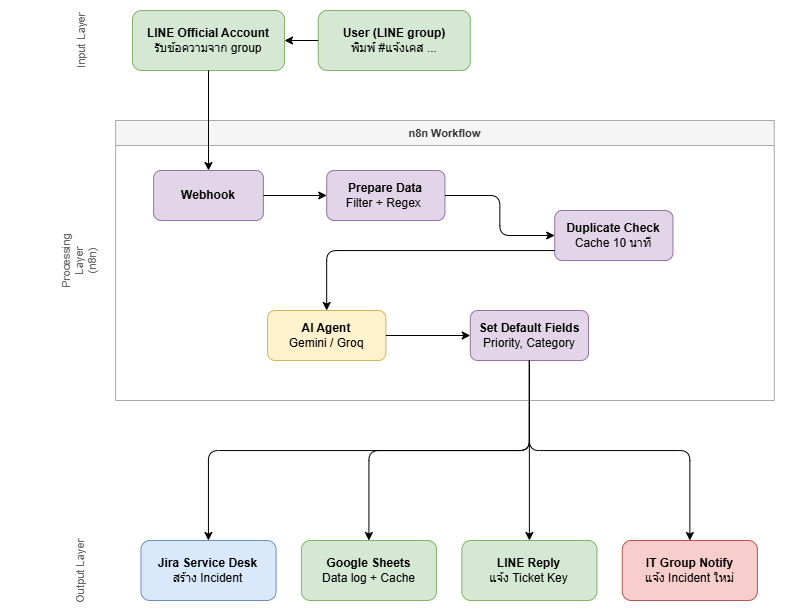 Input Layer
LINE Official Account
รับข้อความจาก group
User (LINE group)
พิมพ์ #แจ้งเคส ...
n8n Workflow
Processing
Layer
(n8n)
Webhook
Prepare Data
Filter + Regex
Duplicate Check
Cache 10 นาที
AI Agent
Gemini / Groq
Set Default Fields
Priority, Category
Output Layer
Jira Service Desk
สร้าง Incident
Google Sheets
Data log + Cache
LINE Reply
แจ้ง Ticket Key
IT Group Notify
แจ้ง Incident ใหม่